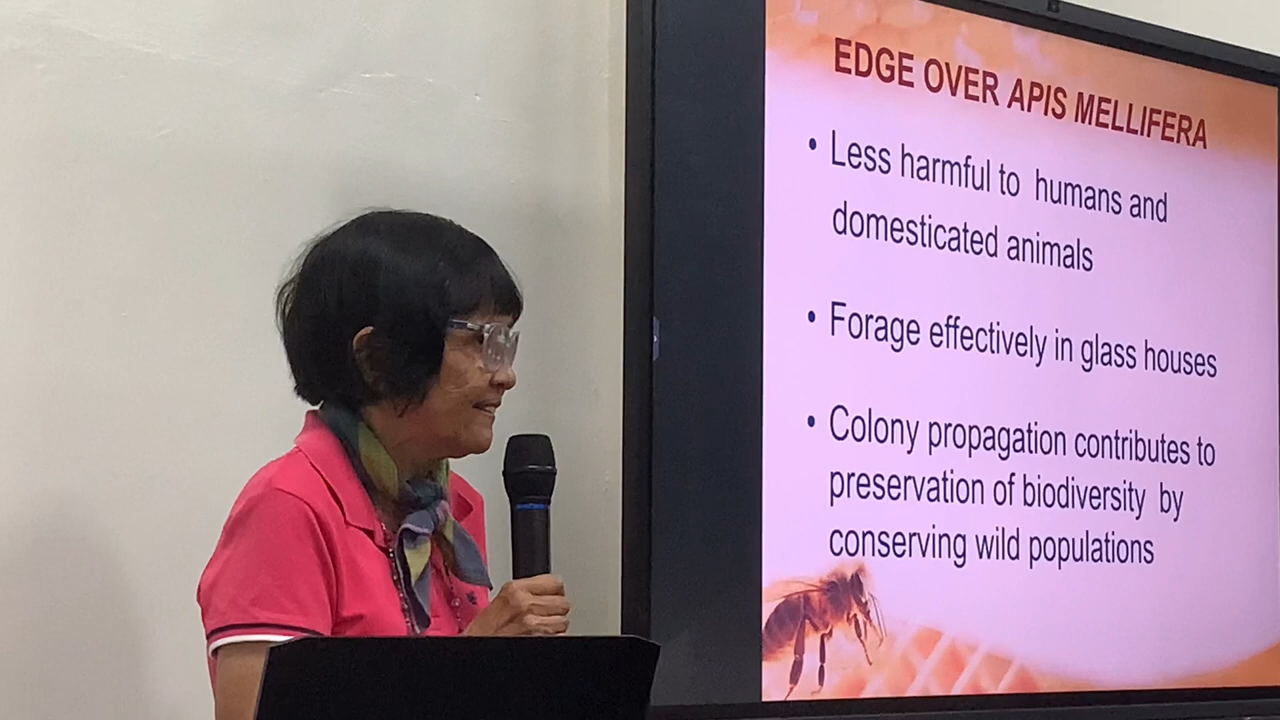 EDGE OVER APIS MELLIFERA
• Less harmful to humans and
domesticated animals
• Forage effectively in glass houses
• Colony propagation contributes to
preservation of biodiversity by
conserving wild populations